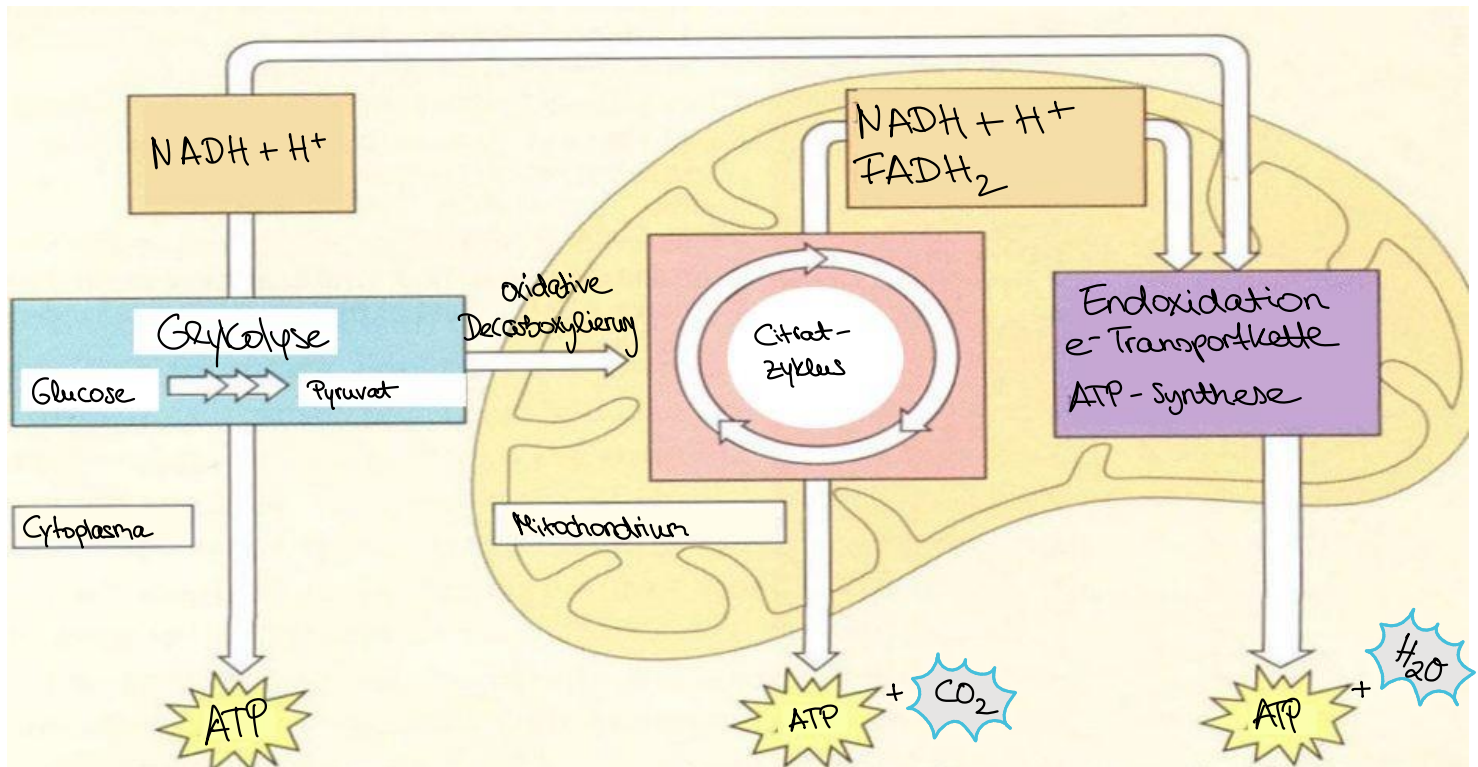 NADH + H⁺
NADH + H⁺
FADH₂
oxidative
Decarboxylierung
Glykolyse
Glucose
Pyruvat
Citrat-
zyklus
Endoxidation
e- Transportkette
ATP - Synthese
Cytoplasma
Mitochondrium
ATP
ATP + CO₂
ATP + H₂O